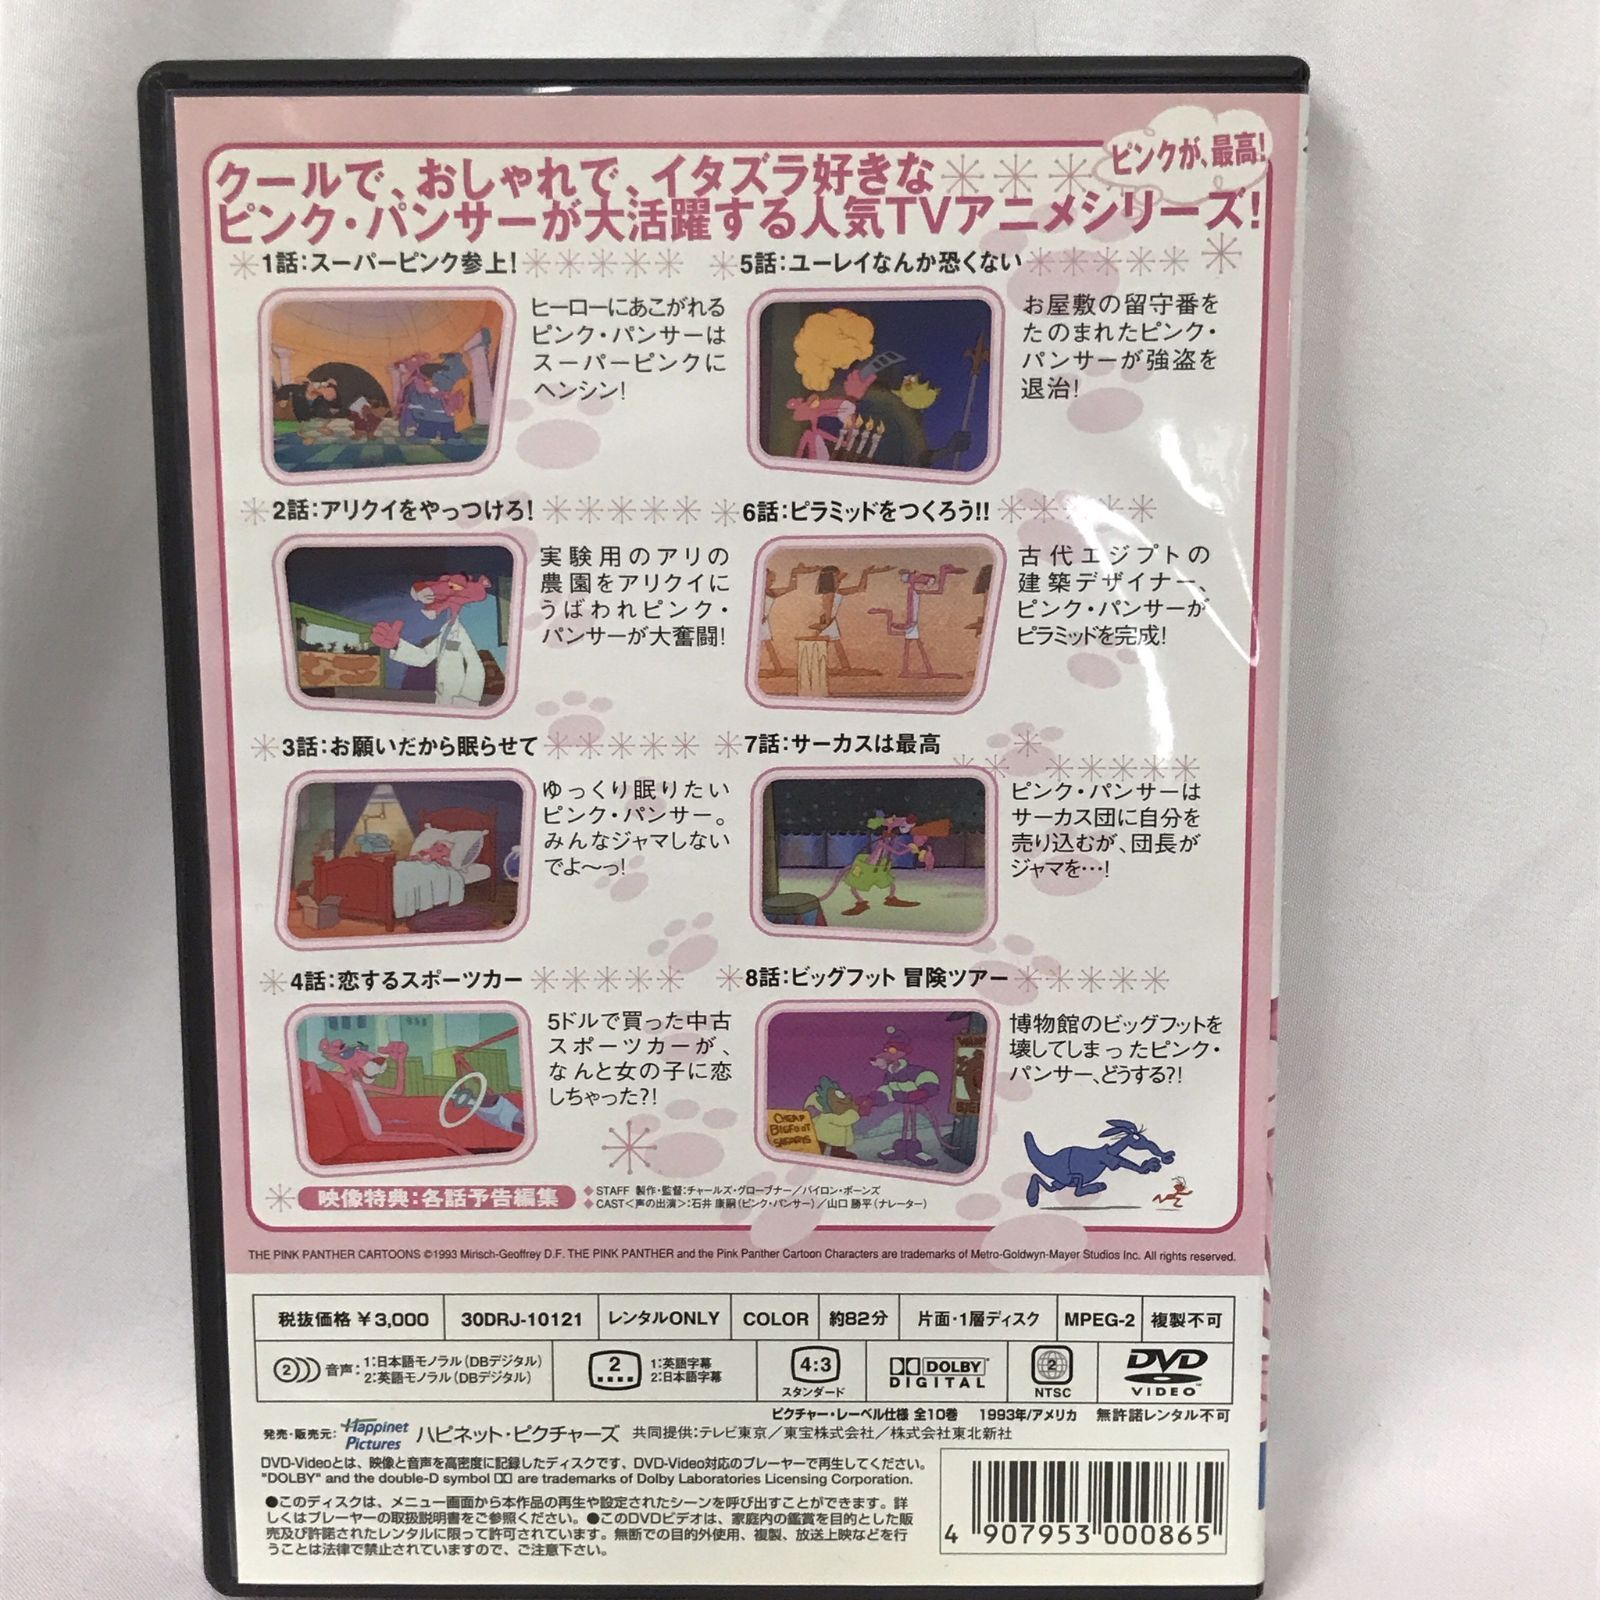 ピンクが、最高!
クールで、おしゃれで、イタズラ好きな
ピンク・パンサーが大活躍する人気TVアニメシリーズ!
1話:スーパーピンク参上!
ヒーローにあこがれる
ピンク・パンサーは
スーパーピンクに
ヘンシン!
2話:アリクイをやっつけろ!
実験用のアリの
農園をアリクイに
うばわれピンク・
パンサーが大奮闘!
3話:お願いだから眠らせて
ゆっくり眠りたい
ピンク・パンサー。
みんなジャマしない
でよ〜っ!
4話:恋するスポーツカー
5ドルで買った中古
スポーツカーが、
なんと女の子に恋
しちゃった?!
5話:ユーレイなんか恐くない
お屋敷の留守番を
たのまれたピンク・
パンサーが強盗を
退治!
6話:ピラミッドをつくろう!!
古代エジプトの
建築デザイナー、
ピンク・パンサーが
ピラミッドを完成!
7話:サーカスは最高
ピンク・パンサーは
サーカス団に自分を
売り込むが、団長が
ジャマを…!
8話:ビッグフット 冒険ツアー
博物館のビッグフットを
壊してしまったピンク・
パンサー、どうする?!
CHEAP
BIGFOOT
SAFARIS
映像特典:各話予告編集
◆STAFF 製作・監督:チャールズ・グローブナー/バイロン・ボーンズ
◆CAST<声の出演>:石井 康嗣(ピンク・パンサー)/山口 勝平(ナレーター)
THE PINK PANTHER CARTOONS ©1993 Mirisch-Geoffrey D.F. THE PINK PANTHER and the Pink Panther Cartoon Characters are trademarks of Metro-Goldwyn-Mayer Studios Inc. All rights reserved.
税抜価格 ¥3,000 30DRJ-10121 レンタルONLY COLOR 約82分 片面・1層ディスク MPEG-2 複製不可
2 音声: 1:日本語モノラル(DBデジタル)
2:英語モノラル(DBデジタル)
2 1:英語字幕
2:日本語字幕
4:3
スタンダード
DOLBY
DIGITAL
2
NTSC
DVD
VIDEO
ピクチャー・レーベル仕様 全10巻 1993年/アメリカ 無許諾レンタル不可
発売・販売元: Happinet Pictures ハピネット・ピクチャーズ 共同提供:テレビ東京/東宝株式会社/株式会社東北新社
DVD-Videoとは、映像と音声を高密度に記録したディスクです、DVD-Video対応のプレーヤーで再生してください。
"DOLBY" and the double-D symbol are trademarks of Dolby Laboratories Licensing Corporation.
●このディスクは、メニュー画面から本作品の再生や設定されたシーンを呼び出すことができます。詳
しくはプレーヤーの取扱説明書をご参照ください。●このDVDビデオは、家庭内の鑑賞を目的とした販
売及び許諾されたレンタルに限って許可されています。無断での目的外使用、複製、放送上映などを行
うことは法律で禁止されていますので、ご注意下さい。
4 907953 000865